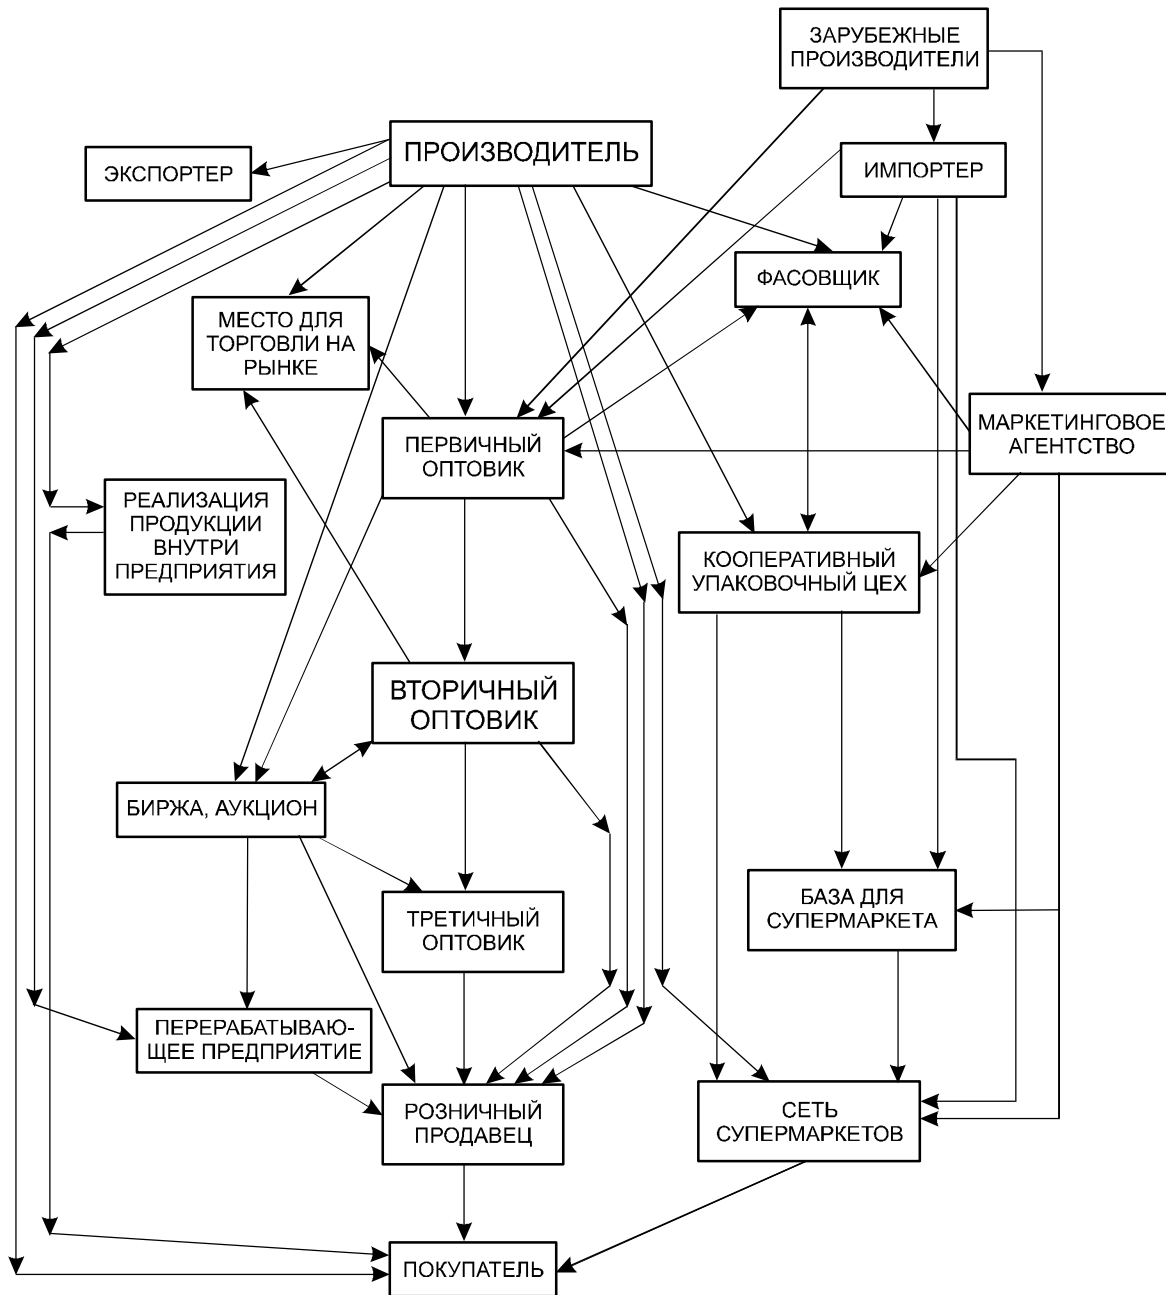 ЗАРУБЕЖНЫЕ
ПРОИЗВОДИТЕЛИ
ПРОИЗВОДИТЕЛЬ
ЭКСПОРТЕР
ИМПОРТЕР
ФАСОВЩИК
МЕСТО ДЛЯ
ТОРГОВЛИ НА
РЫНКЕ
МАРКЕТИНГОВОЕ
АГЕНТСТВО
ПЕРВИЧНЫЙ
ОПТОВИК
РЕАЛИЗАЦИЯ
ПРОДУКЦИИ
ВНУТРИ
ПРЕДПРИЯТИЯ
КООПЕРАТИВНЫЙ
УПАКОВОЧНЫЙ ЦЕХ
ВТОРИЧНЫЙ
ОПТОВИК
БИРЖА, АУКЦИОН
ТРЕТИЧНЫЙ
ОПТОВИК
БАЗА ДЛЯ
СУПЕРМАРКЕТА
ПЕРЕРАБАТЫВАЮ-
ЩЕЕ ПРЕДПРИЯТИЕ
РОЗНИЧНЫЙ
ПРОДАВЕЦ
СЕТЬ
СУПЕРМАРКЕТОВ
ПОКУПАТЕЛЬ